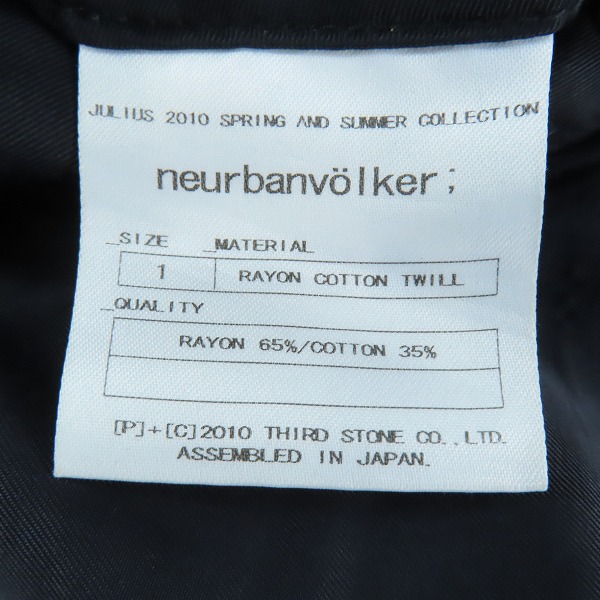 JULIUS 2010 SPRING AND SUMMER COLLECTION
neurbanvölker;
_SIZE _MATERIAL
1 RAYON COTTON TWILL
_QUALITY
RAYON 65%/COTTON 35%
[P]+[C]2010 THIRD STONE CO.,LTD.
ASSEMBLED IN JAPAN.